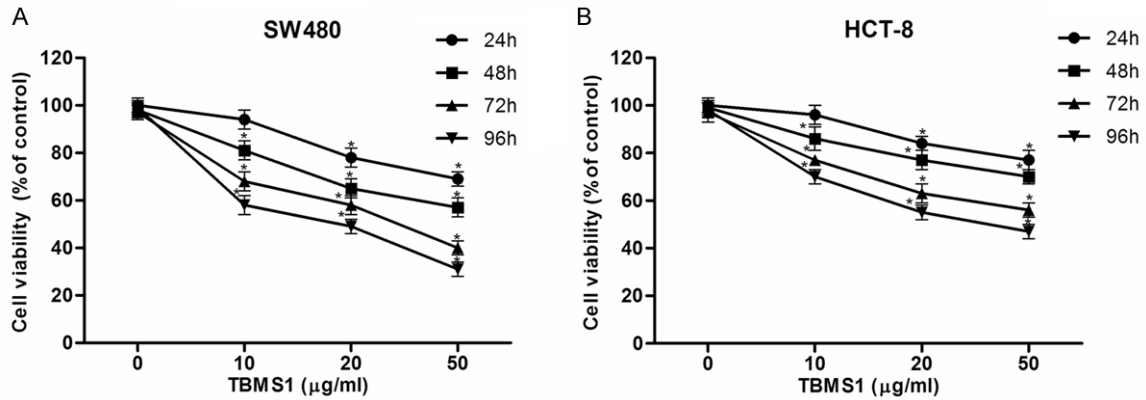 A
SW480
24h
48h
72h
96h
120
100
80
60
40
20
0
Cell viability (% of control)
0 10 20 50
TBMS1 (μg/ml)
* * * * * * * * * * *
B
HCT-8
24h
48h
72h
96h
120
100
80
60
40
20
0
Cell viability (% of control)
0 10 20 50
TBMS1 (μg/ml)
* * * * * * * * * * *